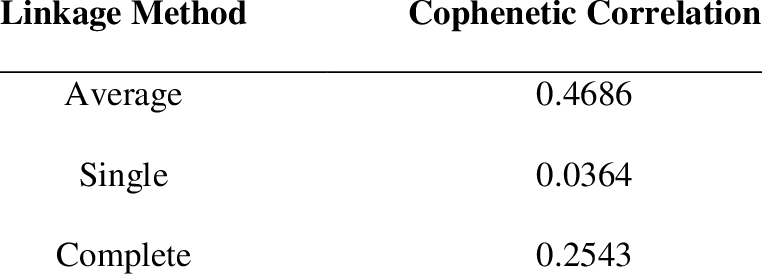 Linkage Method Cophenetic Correlation
Average 0.4686
Single 0.0364
Complete 0.2543